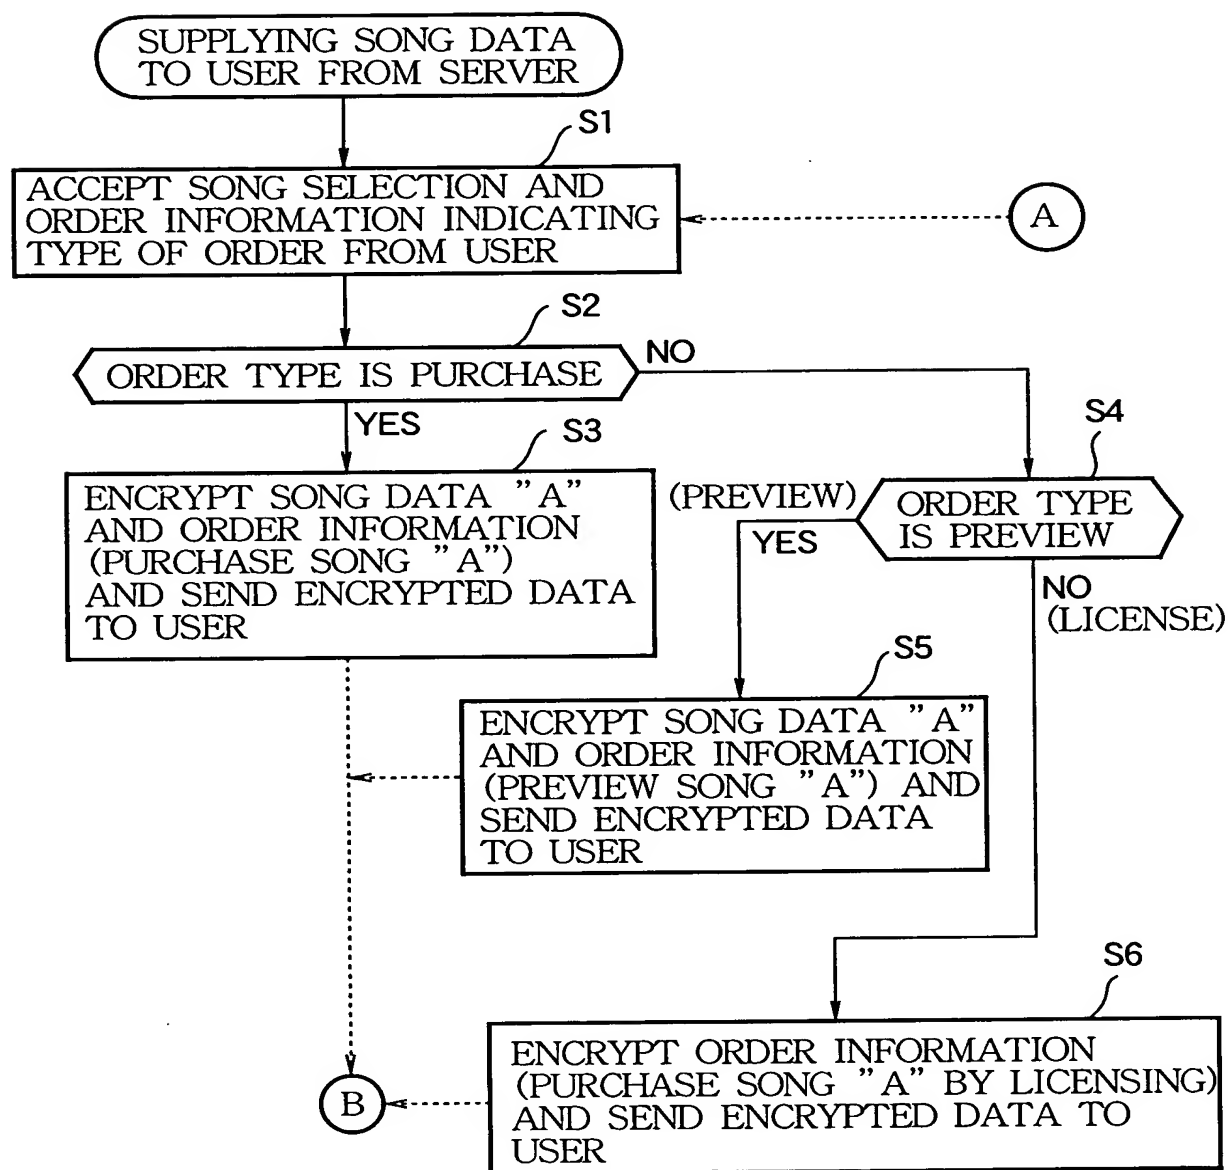 SUPPLYING SONG DATA
TO USER FROM SERVER
S1
ACCEPT SONG SELECTION AND
ORDER INFORMATION INDICATING
TYPE OF ORDER FROM USER
A
S2
ORDER TYPE IS PURCHASE
NO
YES
S3
S4
ENCRYPT SONG DATA "A"
AND ORDER INFORMATION
(PURCHASE SONG "A")
AND SEND ENCRYPTED DATA
TO USER
(PREVIEW)
YES
ORDER TYPE
IS PREVIEW
NO
(LICENSE)
S5
ENCRYPT SONG DATA "A"
AND ORDER INFORMATION
(PREVIEW SONG "A") AND
SEND ENCRYPTED DATA
TO USER
S6
ENCRYPT ORDER INFORMATION
(PURCHASE SONG "A" BY LICENSING)
AND SEND ENCRYPTED DATA TO
USER
B